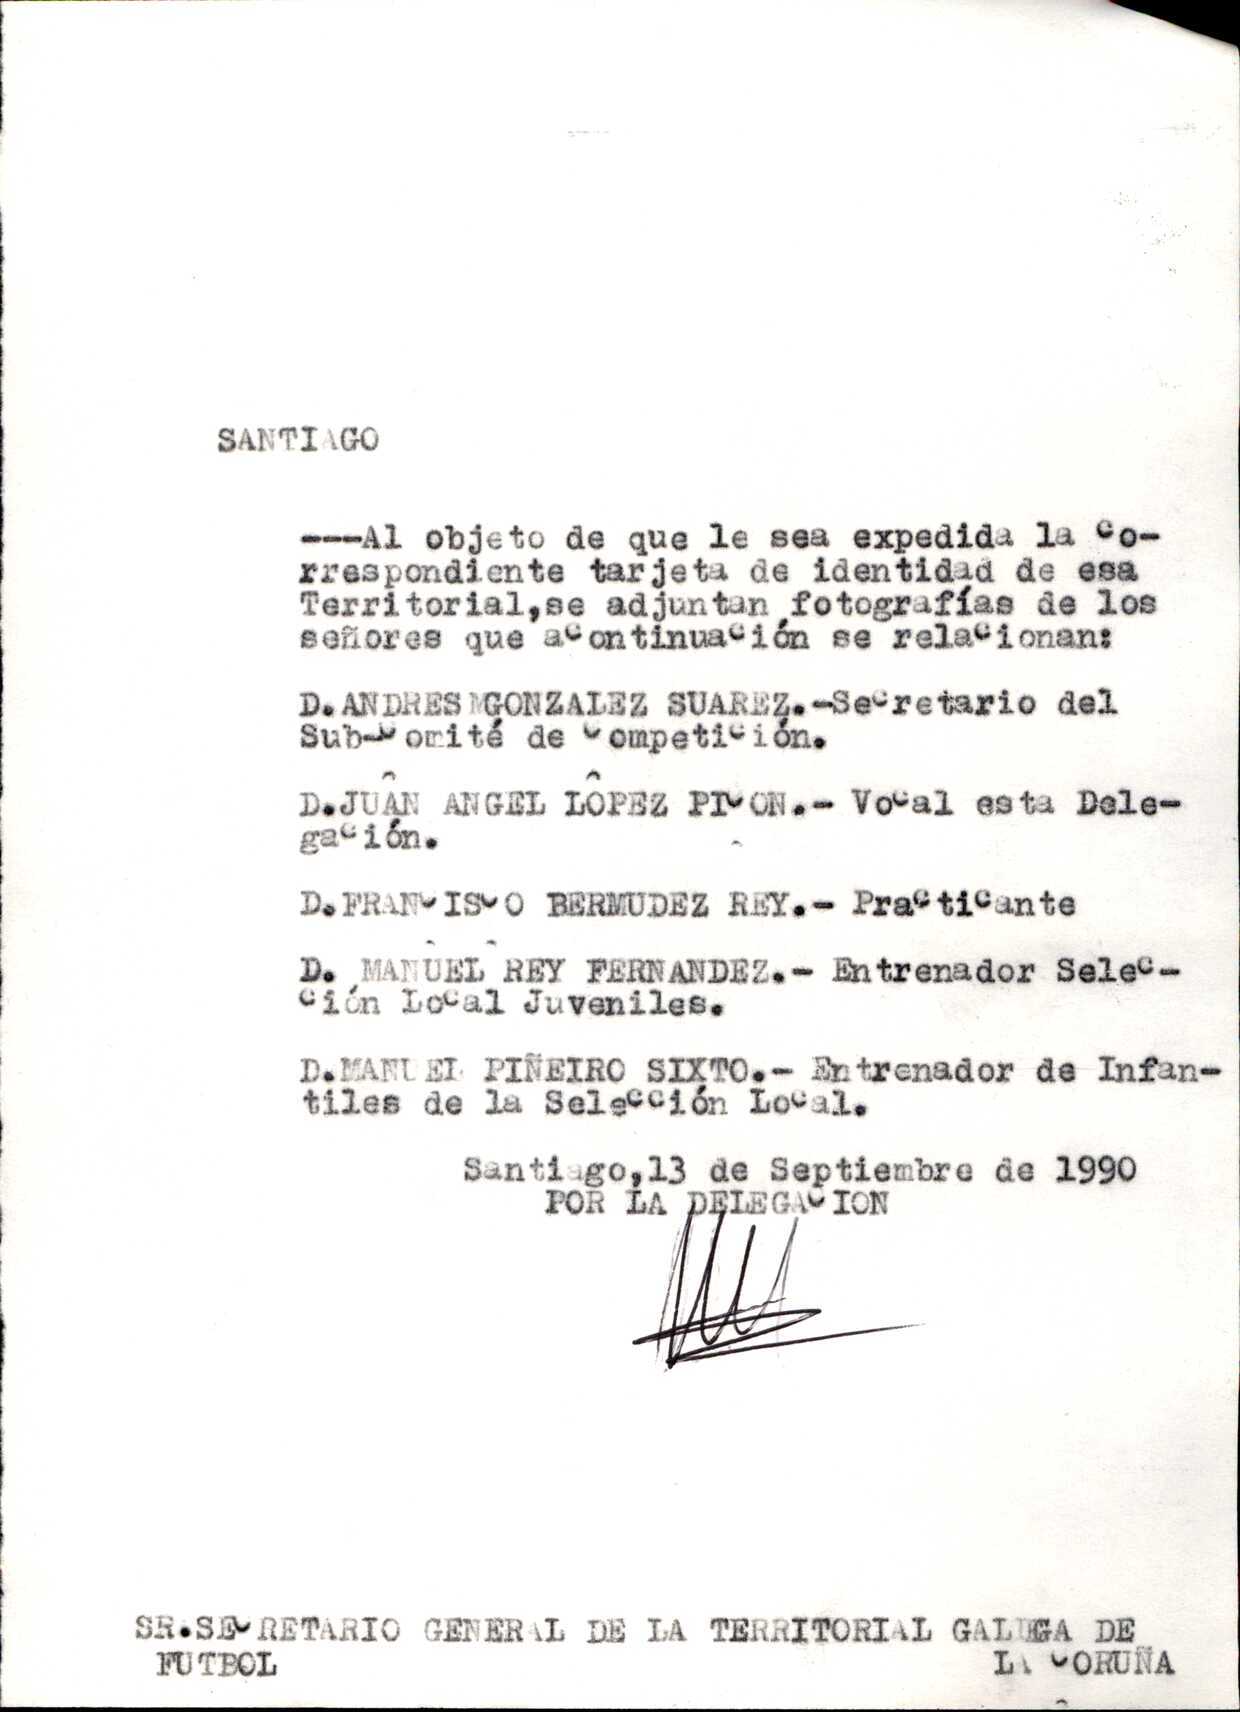 SANTIAGO
---Al objeto de que le sea expedida la co-
rrespondiente tarjeta de identidad de esa
Territorial,se adjuntan fotografías de los
señores que acontinuación se relacionan:
D.ANDRES GONZALEZ SUAREZ.-Secretario del
Sub-comité de competición.
D.JUAN ANGEL LOPEZ PICON.- Vocal esta Dele-
gación.
D.FRANCISCO BERMUDEZ REY.- Practicante
D. MANUEL REY FERNANDEZ.- Entrenador Selec-
ción Local Juveniles.
D.MANUEL PIÑEIRO SIXTO.- Entrenador de Infan-
tiles de la Selección Local.
Santiago,13 de Septiembre de 1990
POR LA DELEGACION
SR.SECRETARIO GENERAL DE LA TERRITORIAL GALLEGA DE
FUTBOL LA CORUÑA